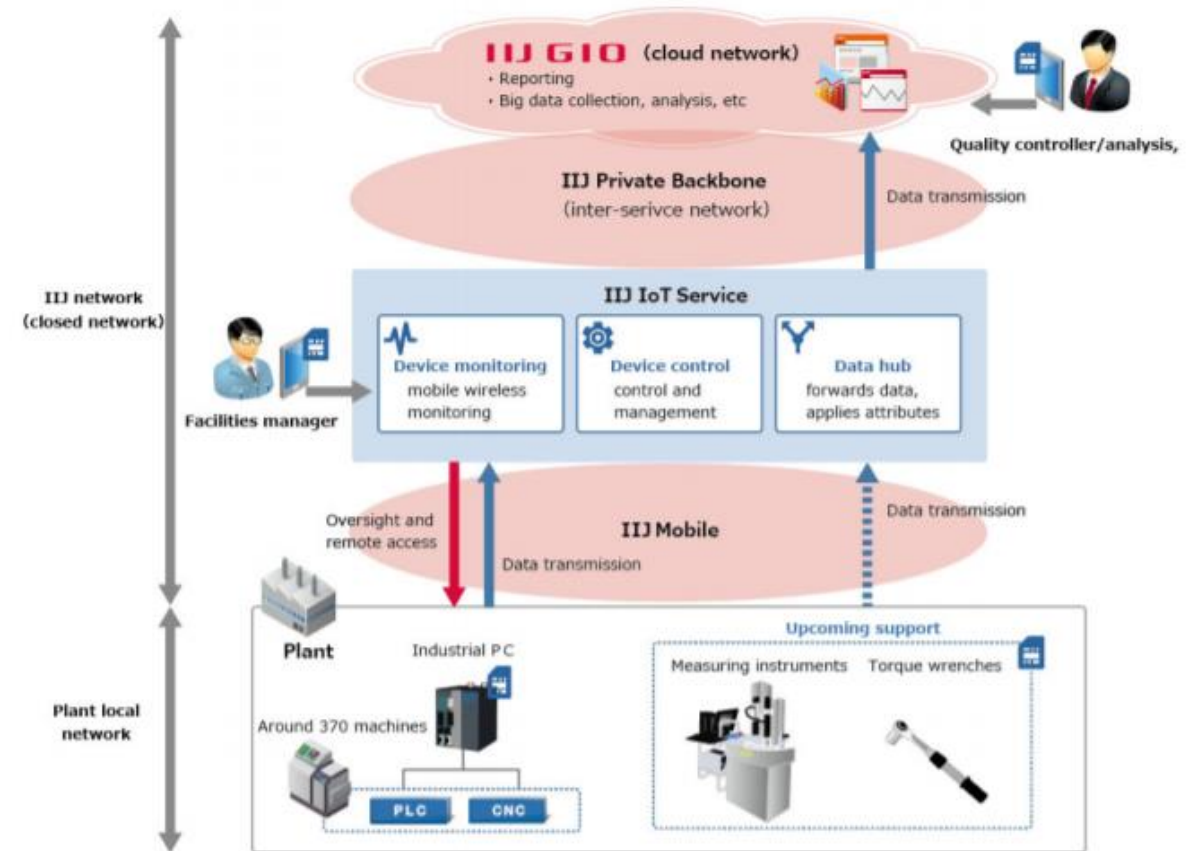 IIJ GIO (cloud network)
・Reporting
・Big data collection, analysis, etc
Quality controller/analysis,
IIJ Private Backbone
(inter-serivce network)
Data transmission
IIJ network
(closed network)
IIJ IoT Service
Device monitoring
mobile wireless
monitoring
Device control
control and
management
Data hub
forwards data,
applies attributes
Facilities manager
Oversight and
remote access
IIJ Mobile
Data transmission
Data transmission
Plant
Industrial PC
Upcoming support
Measuring instruments
Torque wrenches
Plant local
network
Around 370 machines
PLC
CNC